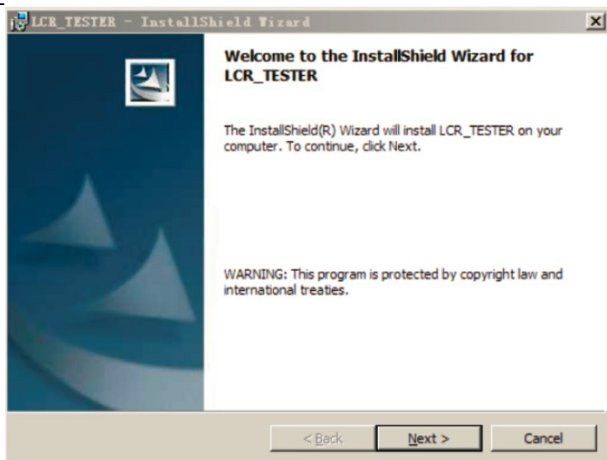 LCR_TESTER - InstallShield Wizard
Welcome to the InstallShield Wizard for
LCR_TESTER
The InstallShield(R) Wizard will install LCR_TESTER on your
computer. To continue, click Next.
WARNING: This program is protected by copyright law and
international treaties.
< Back Next > Cancel